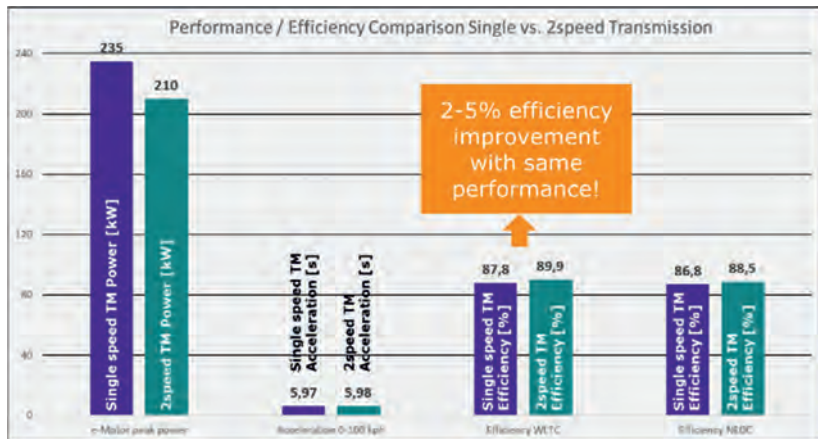 Performance / Efficiency Comparison Single vs. 2speed Transmission
240
200
160
120
80
40
0
235
210
Single speed TM Power [kW]
2speed TM Power [kW]
Single speed TM
Acceleration [s]
2speed TM
Acceleration [s]
5,97
5,98
2-5% efficiency
improvement
with same
performance!
87,8
89,9
Single speed TM
Efficiency [%]
2speed TM
Efficiency [%]
86,8
88,5
Single speed TM
Efficiency [%]
2speed TM
Efficiency [%]
e-Motor peak power
Acceleration 0-100 kph
Efficiency WLTC
Efficiency NEDC